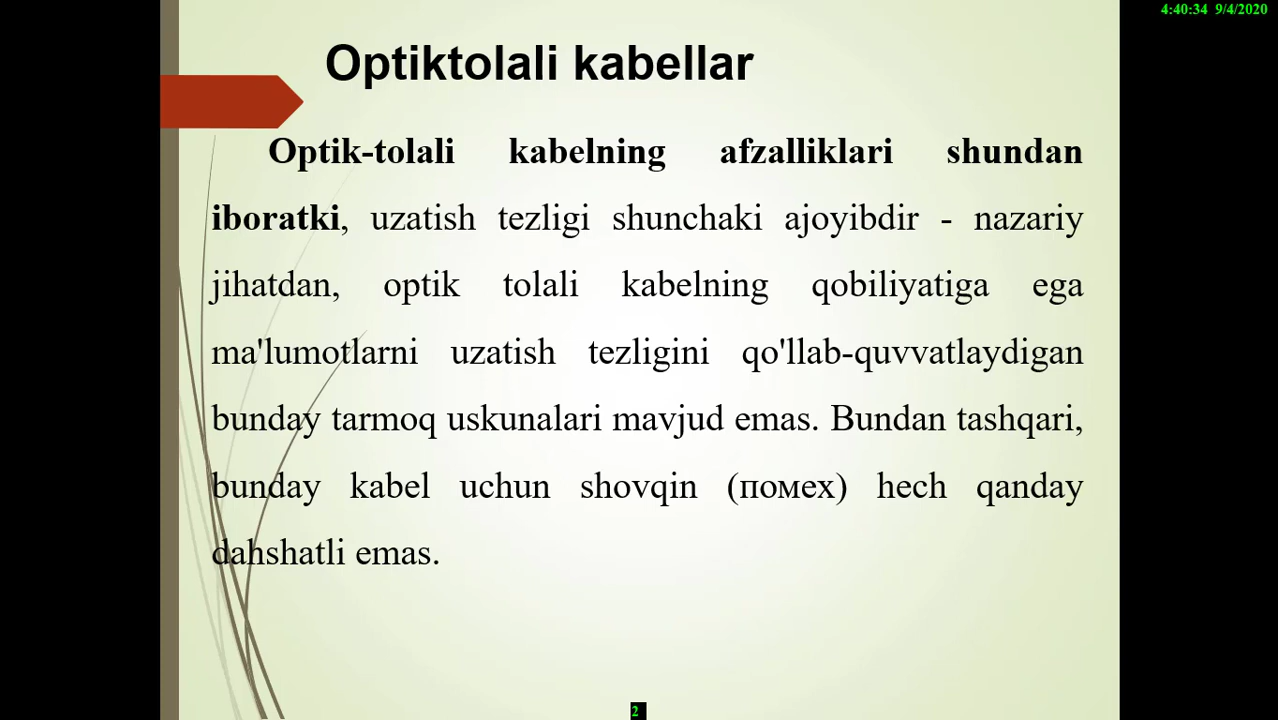 4:40:34 9/4/2020
Optiktolali kabellar
Optik-tolali kabelning afzalliklari shundan
iboratki, uzatish tezligi shunchaki ajoyibdir - nazariy
jihatdan, optik tolali kabelning qobiliyatiga ega
ma'lumotlarni uzatish tezligini qo'llab-quvvatlaydigan
bunday tarmoq uskunalari mavjud emas. Bundan tashqari,
bunday kabel uchun shovqin (помех) hech qanday
dahshatli emas.
2